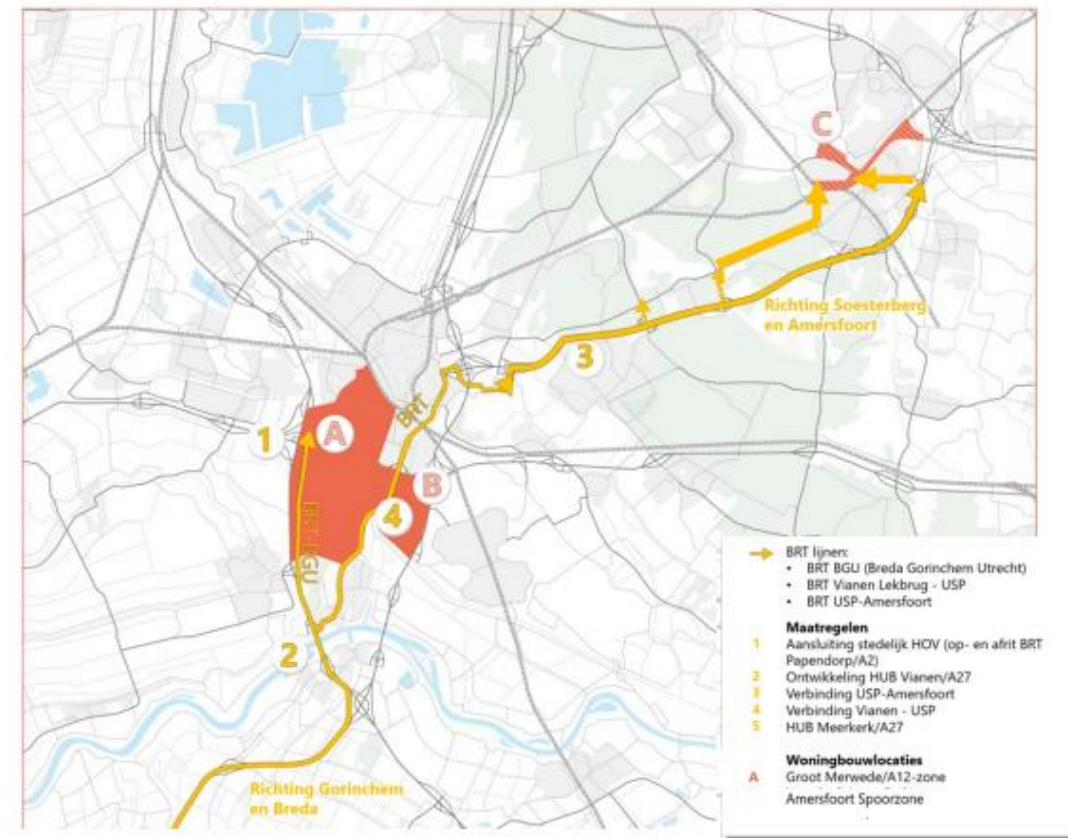 C
Richting Soesterberg
en Amersfoort
3
BRT
1
A
B
4
BRT BGU
2
Richting Gorinchem
en Breda
BRT lijnen:
• BRT BGU (Breda Gorinchem Utrecht)
• BRT Vianen Lekbrug - USP
• BRT USP-Amersfoort
Maatregelen
1 Aansluiting stedelijk HOV (op- en afrit BRT
Papendorp/A2)
2 Ontwikkeling HUB Vianen/A27
3 Verbinding USP-Amersfoort
4 Verbinding Vianen - USP
5 HUB Meerkerk/A27
Woningbouwlocaties
A Groot Merwede/A12-zone
Amersfoort Spoorzone